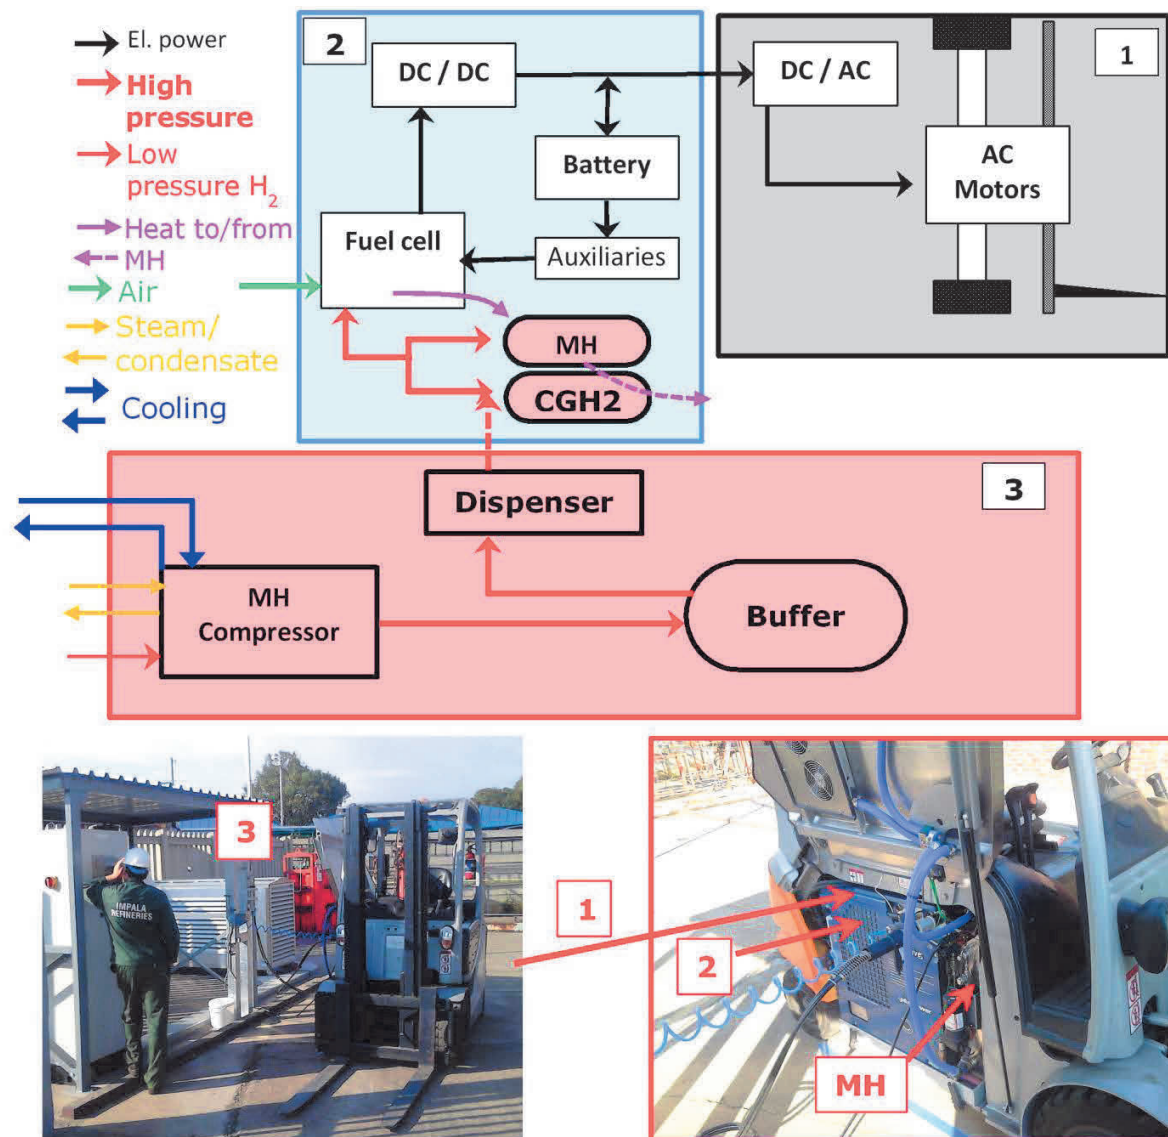 El. power
High
pressure
Low
pressure H₂
Heat to/from
MH
Air
Steam/
condensate
Cooling
2
DC / DC
Battery
Fuel cell
Auxiliaries
MH
CGH2
1
DC / AC
AC
Motors
3
Dispenser
MH
Compressor
Buffer
3
IMPALA
REFINERIES
1
2
MH